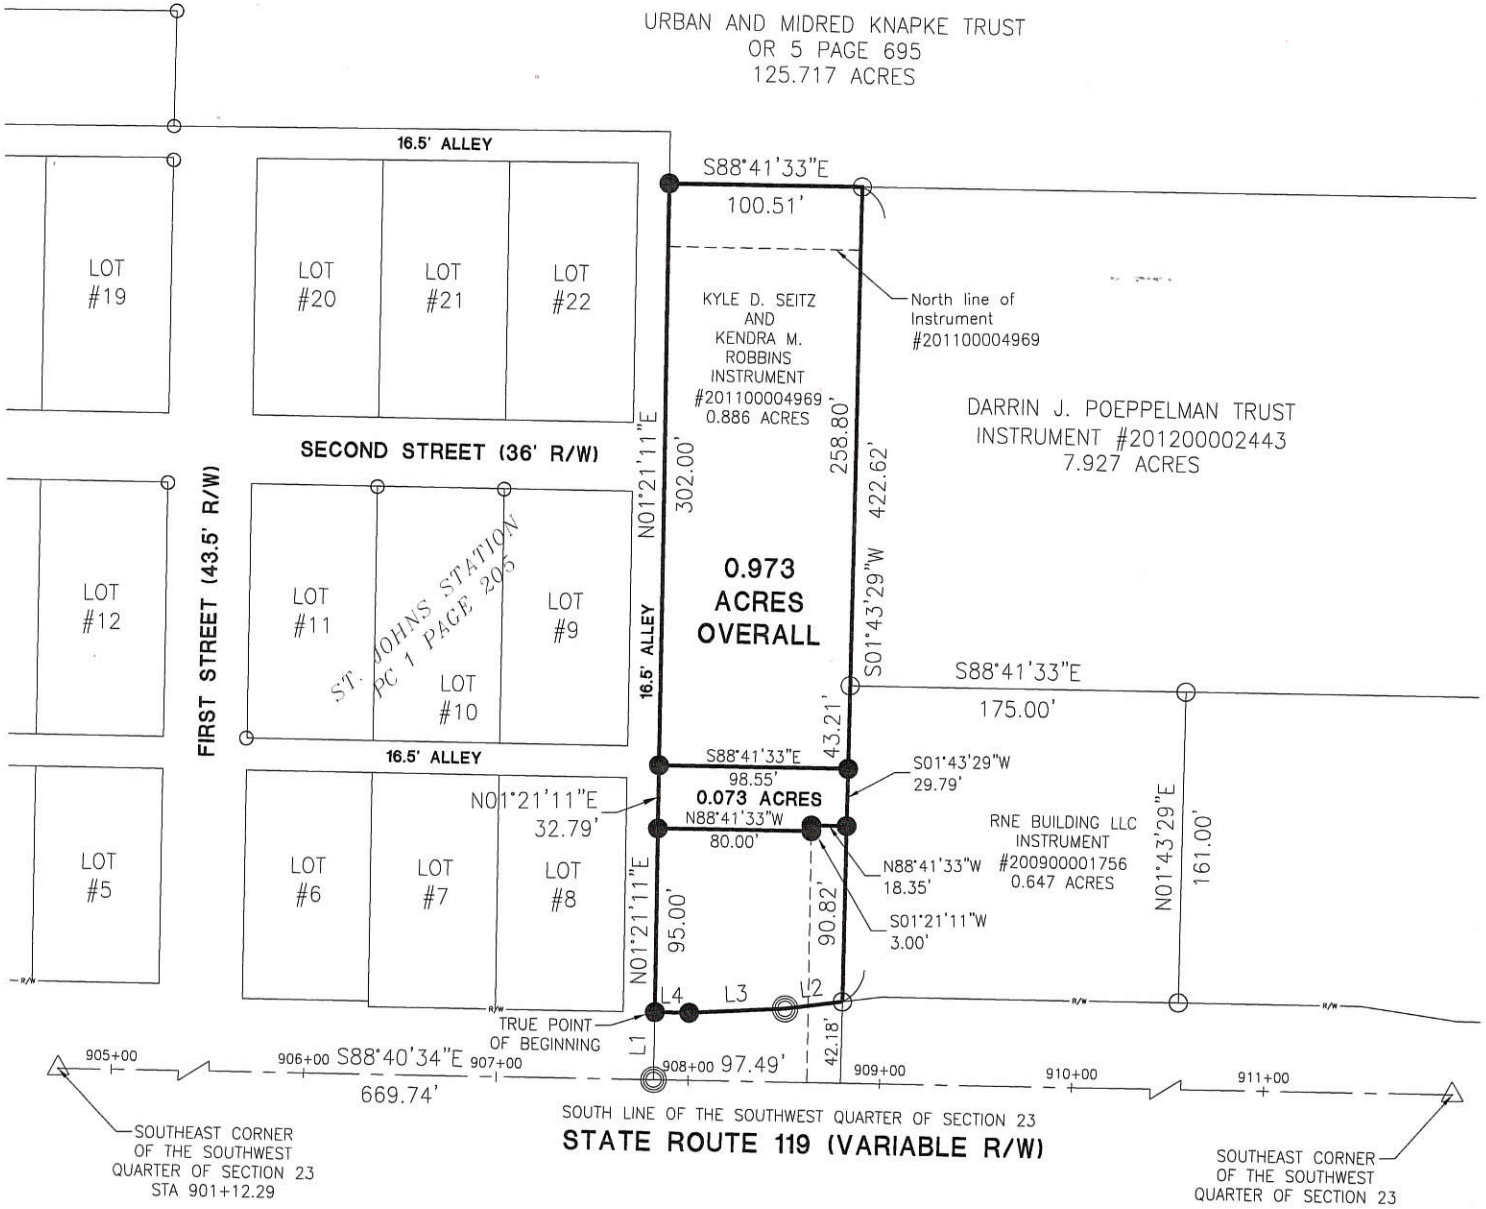 URBAN AND MIDRED KNAPKE TRUST
OR 5 PAGE 695
125.717 ACRES
16.5' ALLEY
S88°41'33"E
100.51'
LOT
#19
LOT
#20
LOT
#21
LOT
#22
KYLE D. SEITZ
AND
KENDRA M.
ROBBINS
INSTRUMENT
#201100004969
0.886 ACRES
North line of
Instrument
#201100004969
DARRIN J. POEPPELMAN TRUST
INSTRUMENT #201200002443
7.927 ACRES
SECOND STREET (36' R/W)
N01°21'11"E
302.00'
258.80'
S01°43'29"W 422.62'
FIRST STREET (43.5' R/W)
ST. JOHNS STATION
PC 1 PAGE 205
LOT
#12
LOT
#11
LOT
#10
LOT
#9
16.5' ALLEY
0.973
ACRES
OVERALL
S88°41'33"E
175.00'
43.21'
16.5' ALLEY
S88°41'33"E
98.55'
0.073 ACRES
N88°41'33"W
80.00'
N01°21'11"E
32.79'
S01°43'29"W
29.79'
RNE BUILDING LLC
INSTRUMENT
#200900001756
0.647 ACRES
N01°43'29"E
161.00'
N88°41'33"W
18.35'
S01°21'11"W
3.00'
LOT
#5
LOT
#6
LOT
#7
LOT
#8
N01°21'11"E
95.00'
90.82'
R/W
R/W
R/W
R/W
L4
L3
L2
TRUE POINT
OF BEGINNING
L1
42.18'
905+00
906+00
S88°40'34"E
907+00
908+00
97.49'
909+00
910+00
911+00
669.74'
SOUTH LINE OF THE SOUTHWEST QUARTER OF SECTION 23
STATE ROUTE 119 (VARIABLE R/W)
SOUTHEAST CORNER
OF THE SOUTHWEST
QUARTER OF SECTION 23
STA 901+12.29
SOUTHEAST CORNER
OF THE SOUTHWEST
QUARTER OF SECTION 23